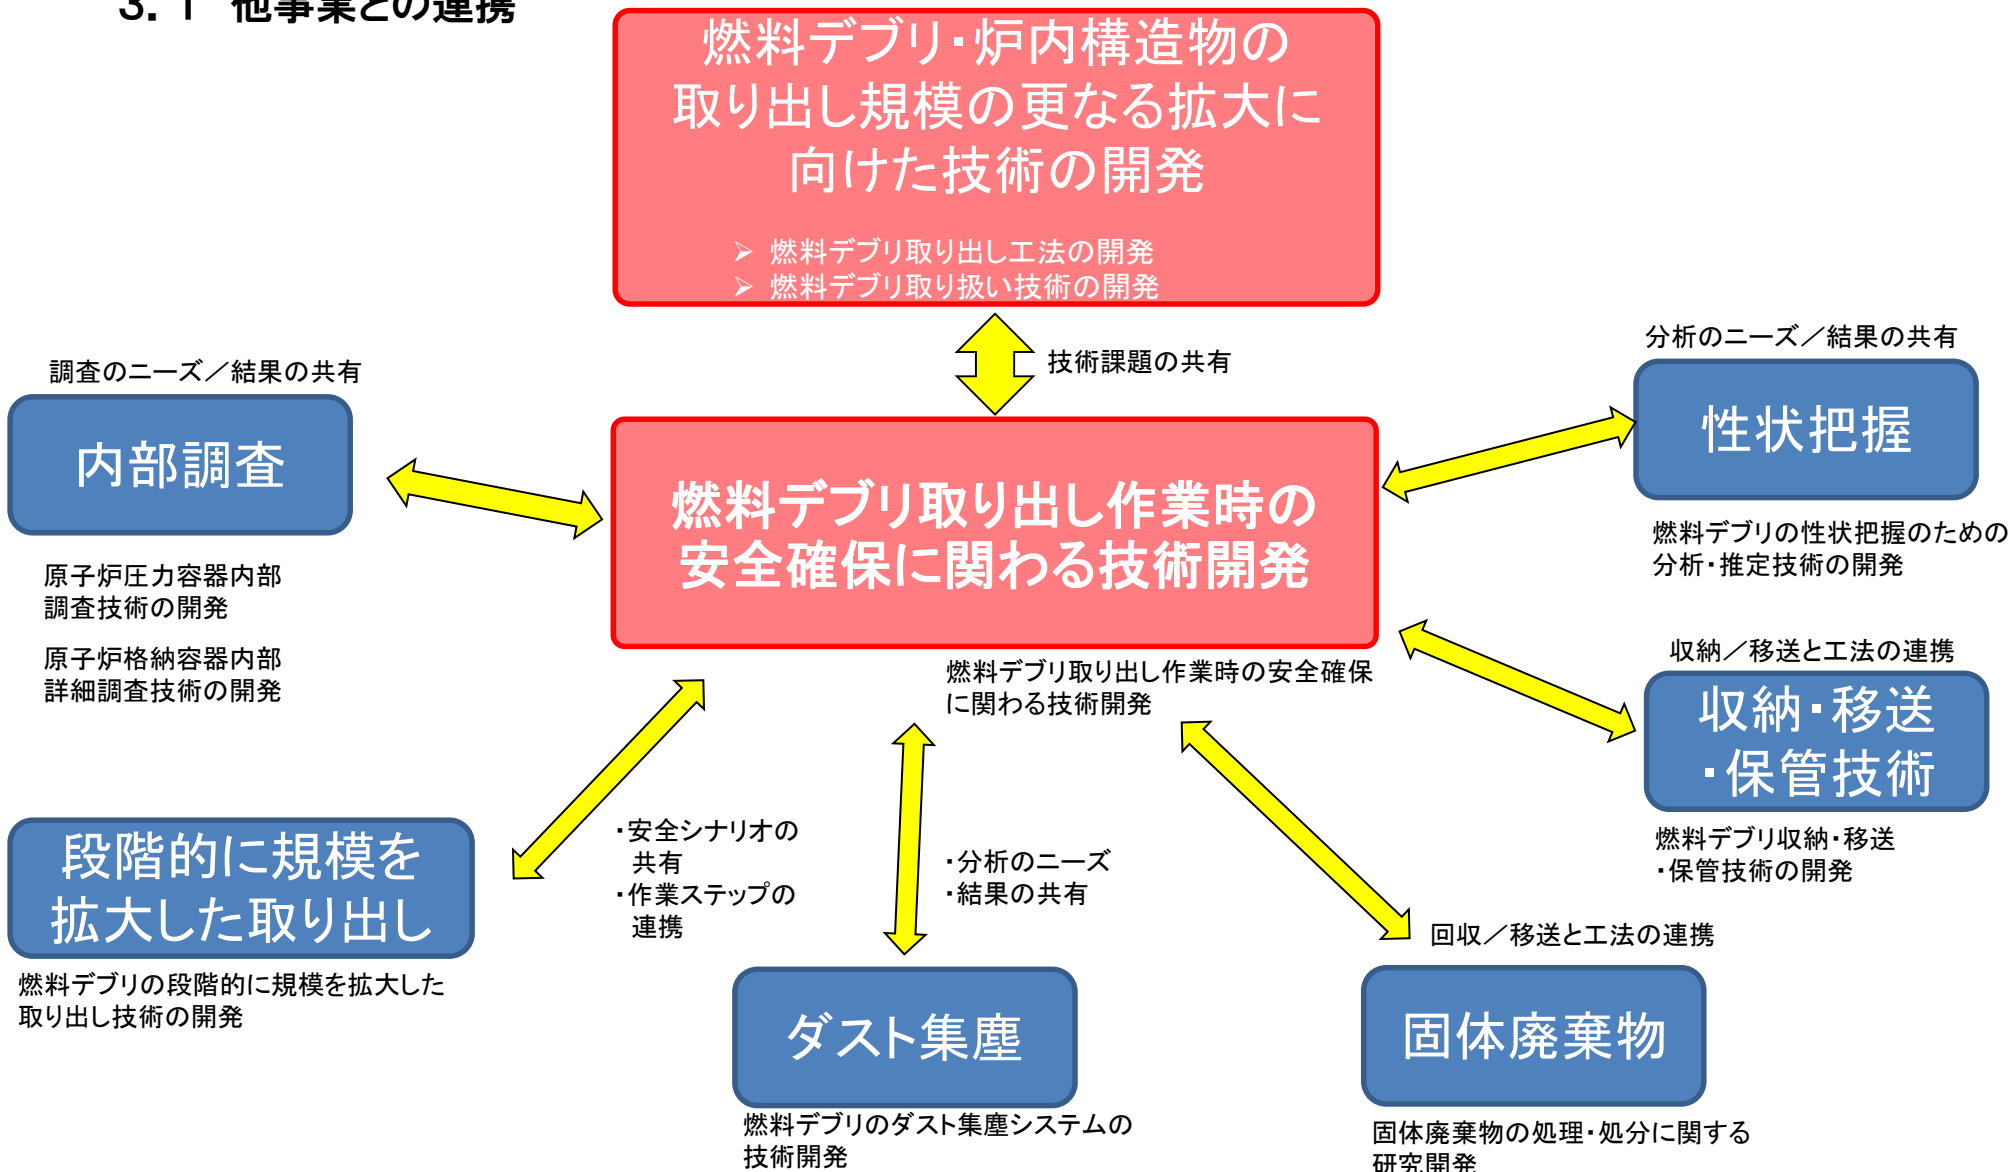 3.1 他事業との連携
燃料デブリ・炉内構造物の
取り出し規模の更なる拡大に
向けた技術の開発
➢ 燃料デブリ取り出し工法の開発
➢ 燃料デブリ取り扱い技術の開発
技術課題の共有
調査のニーズ／結果の共有
内部調査
原子炉圧力容器内部
調査技術の開発
原子炉格納容器内部
詳細調査技術の開発
燃料デブリ取り出し作業時の
安全確保に関わる技術開発
燃料デブリ取り出し作業時の安全確保
に関わる技術開発
分析のニーズ／結果の共有
性状把握
燃料デブリの性状把握のための
分析・推定技術の開発
収納／移送と工法の連携
収納・移送
・保管技術
燃料デブリ収納・移送
・保管技術の開発
段階的に規模を
拡大した取り出し
燃料デブリの段階的に規模を拡大した
取り出し技術の開発
・安全シナリオの
共有
・作業ステップの
連携
・分析のニーズ
・結果の共有
ダスト集塵
燃料デブリのダスト集塵システムの
技術開発
回収／移送と工法の連携
固体廃棄物
固体廃棄物の処理・処分に関する
研究開発